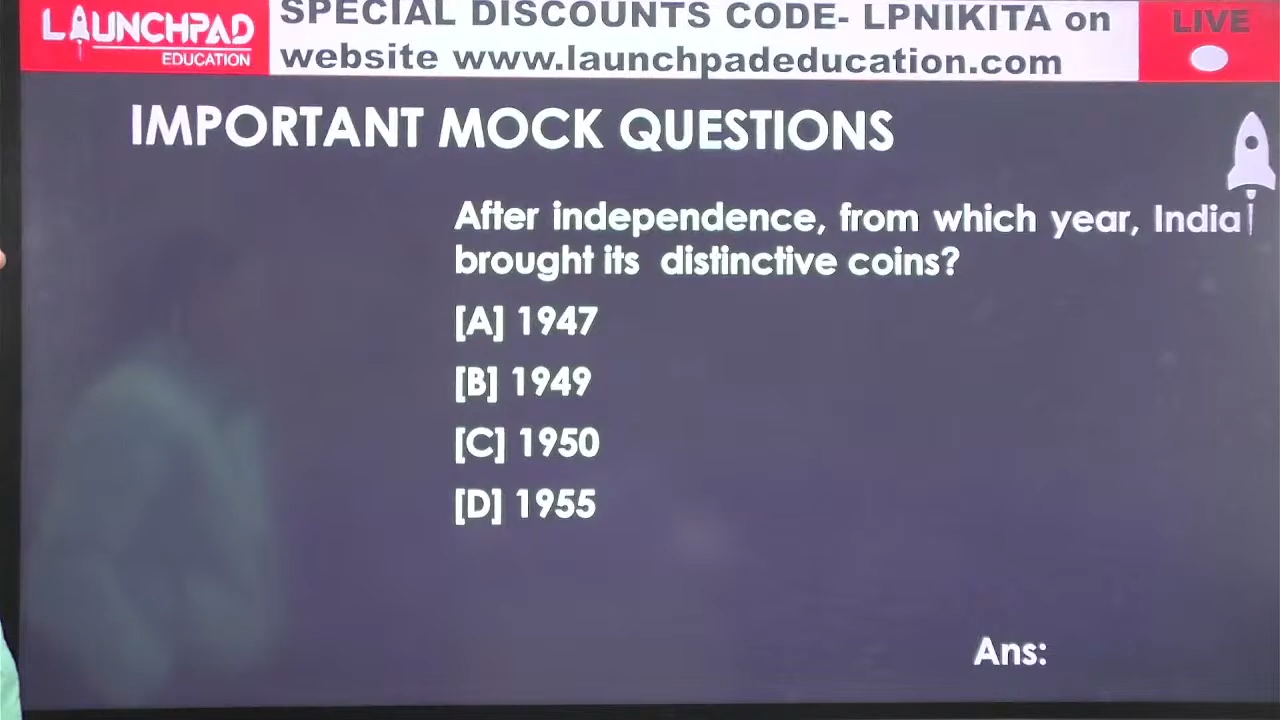 LAUNCHPAD
EDUCATION
SPECIAL DISCOUNTS CODE- LPNIKITA on
website www.launchpadeducation.com
LIVE
IMPORTANT MOCK QUESTIONS
After independence, from which year, India
brought its distinctive coins?
[A] 1947
[B] 1949
[C] 1950
[D] 1955
Ans: